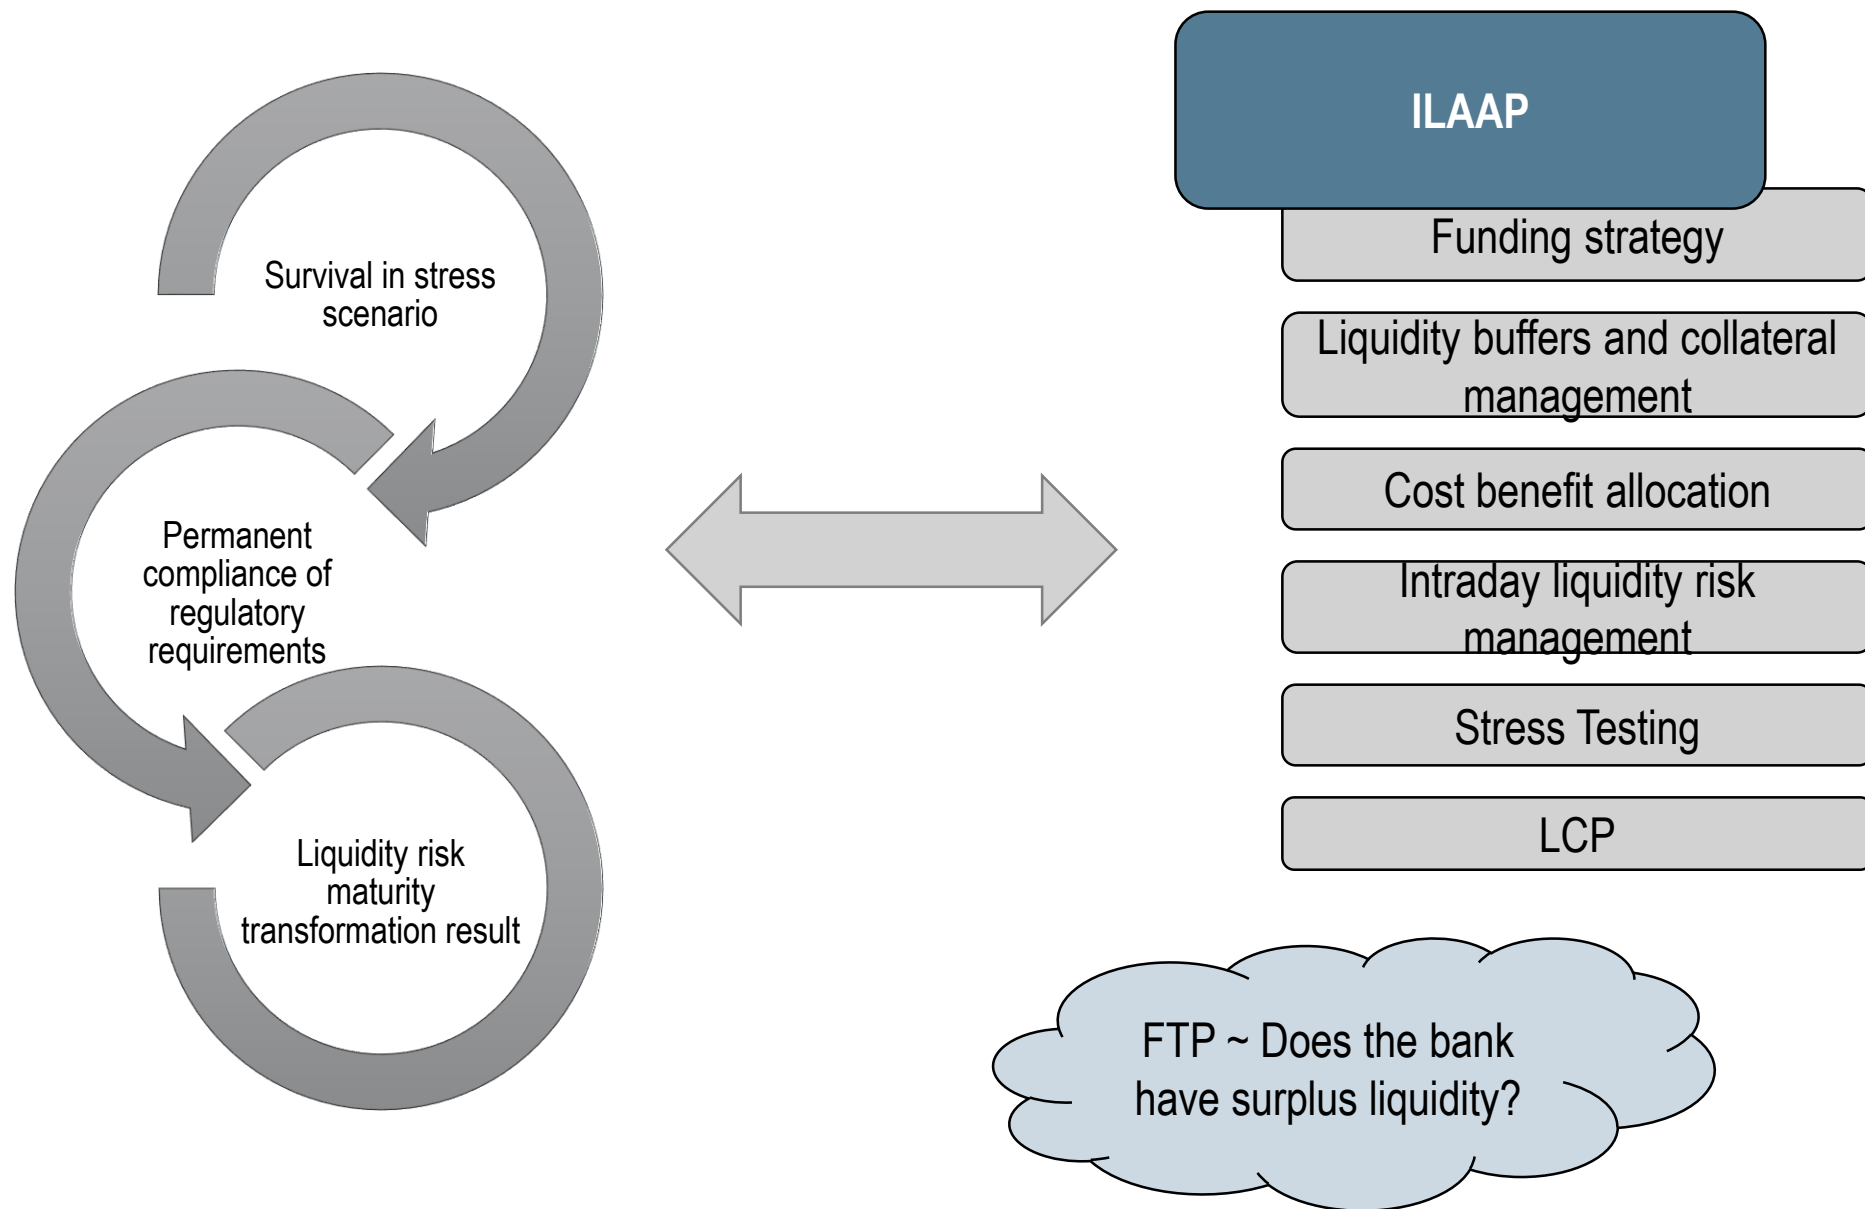 Survival in stress
scenario
Permanent
compliance of
regulatory
requirements
Liquidity risk
maturity
transformation result
ILAAP
Funding strategy
Liquidity buffers and collateral
management
Cost benefit allocation
Intraday liquidity risk
management
Stress Testing
LCP
FTP ~ Does the bank
have surplus liquidity?